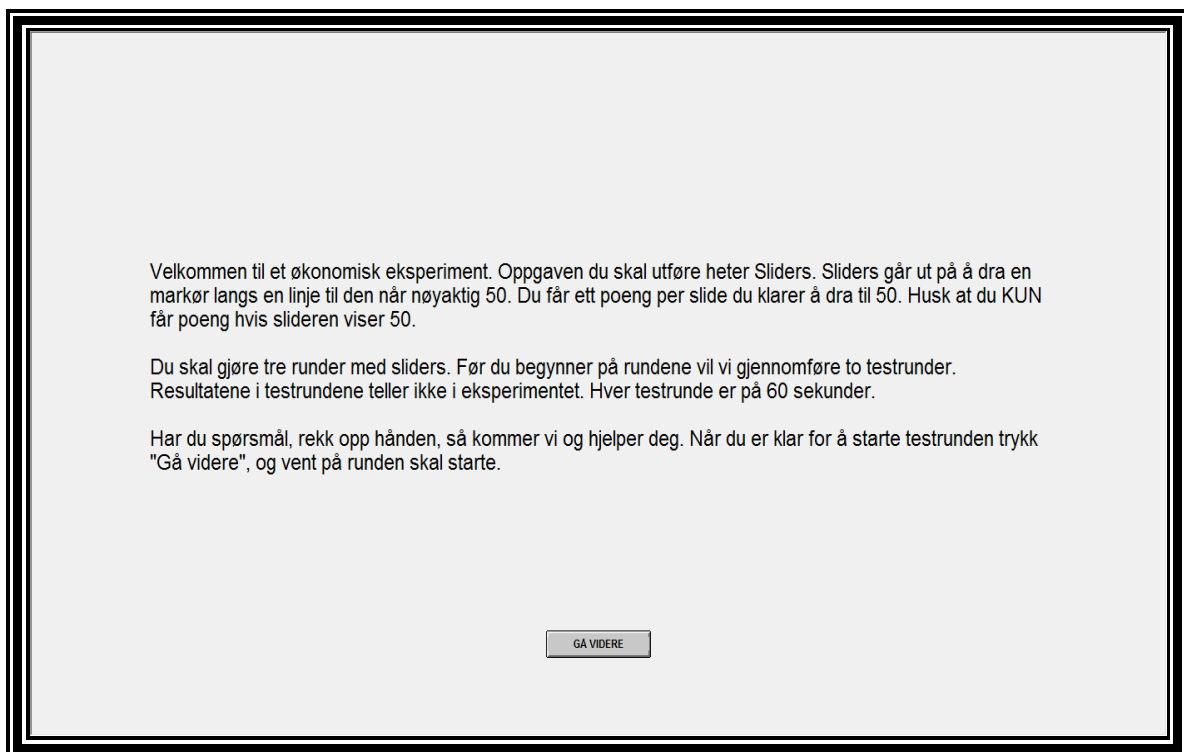 Velkommen til et økonomisk eksperiment. Oppgaven du skal utføre heter Sliders. Sliders går ut på å dra en
markør langs en linje til den når nøyaktig 50. Du får ett poeng per slide du klarer å dra til 50. Husk at du KUN
får poeng hvis slideren viser 50.
Du skal gjøre tre runder med sliders. Før du begynner på rundene vil vi gjennomføre to testrunder.
Resultatene i testrundene teller ikke i eksperimentet. Hver testrunde er på 60 sekunder.
Har du spørsmål, rekk opp hånden, så kommer vi og hjelper deg. Når du er klar for å starte testrunden trykk
"Gå videre", og vent på runden skal starte.
GÅ VIDERE